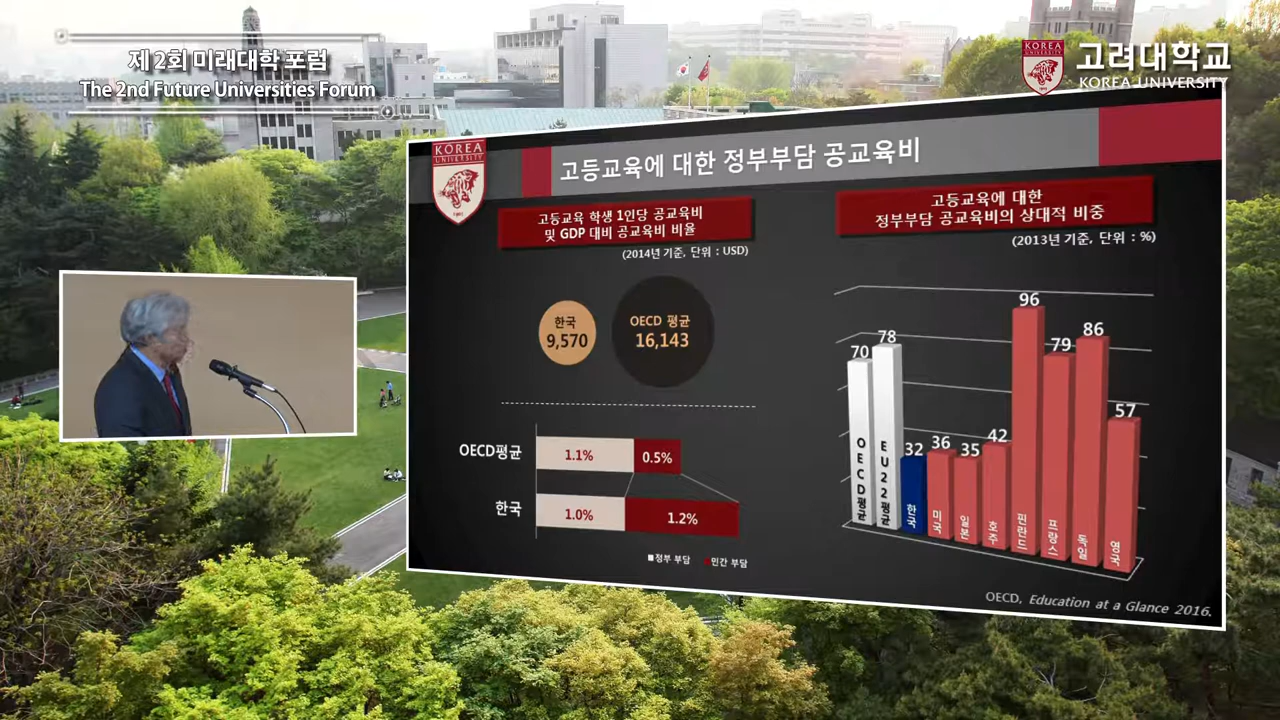 제 2회 미래대학 포럼
The 2nd Future Universities Forum
KOREA
UNIVERSITY
1905
고려대학교
KOREA UNIVERSITY
KOREA
UNIVERSITY
1905
고등교육에 대한 정부부담 공교육비
고등교육 학생 1인당 공교육비
및 GDP 대비 공교육비 비율
(2014년 기준, 단위 : USD)
한국
9,570
OECD 평균
16,143
OECD평균
1.1%
0.5%
한국
1.0%
1.2%
정부 부담
민간 부담
고등교육에 대한
정부부담 공교육비의 상대적 비중
(2013년 기준, 단위 : %)
70
78
32
36
35
42
96
79
86
57
OECD평균
EU22평균
한국
미국
일본
호주
핀란드
프랑스
독일
영국
OECD, Education at a Glance 2016.